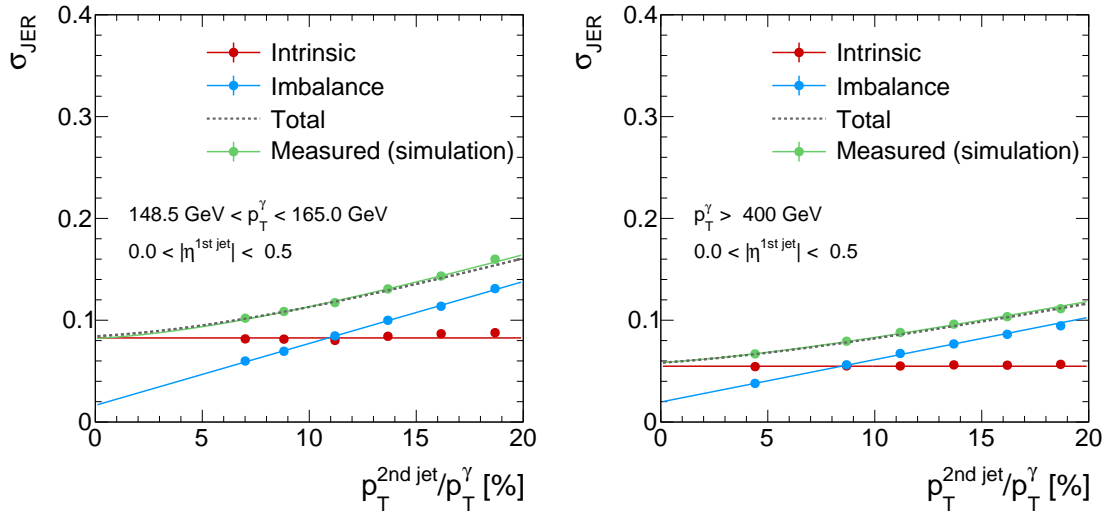 σ_JER
0.4
0.3
0.2
0.1
0
Intrinsic
Imbalance
Total
Measured (simulation)
148.5 GeV < p_T^γ < 165.0 GeV
0.0 < |η^{1st jet}| < 0.5
0 5 10 15 20
p_T^{2nd jet}/p_T^γ [%]
σ_JER
0.4
0.3
0.2
0.1
0
Intrinsic
Imbalance
Total
Measured (simulation)
p_T^γ > 400 GeV
0.0 < |η^{1st jet}| < 0.5
0 5 10 15 20
p_T^{2nd jet}/p_T^γ [%]